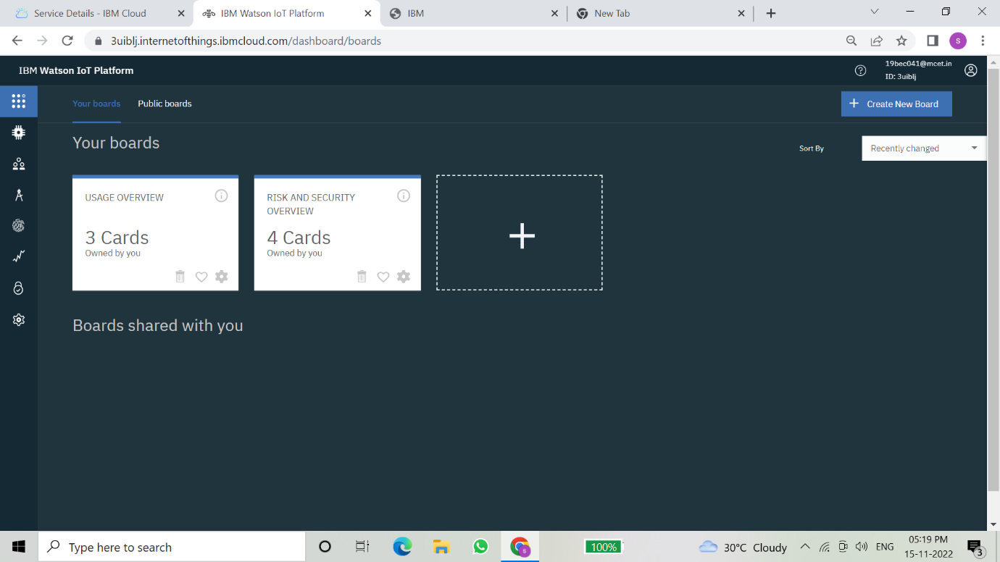 Service Details - IBM Cloud
IBM Watson IoT Platform
IBM
New Tab
3uiblj.internetofthings.ibmcloud.com/dashboard/boards
s
IBM Watson IoT Platform
19bec041@mcet.in
ID: 3uiblj
Your boards
Public boards
Create New Board
Your boards
Sort By
Recently changed
USAGE OVERVIEW
3 Cards
Owned by you
RISK AND SECURITY
OVERVIEW
4 Cards
Owned by you
Boards shared with you
Type here to search
s
100%
30°C Cloudy
ENG
05:19 PM
15-11-2022
3